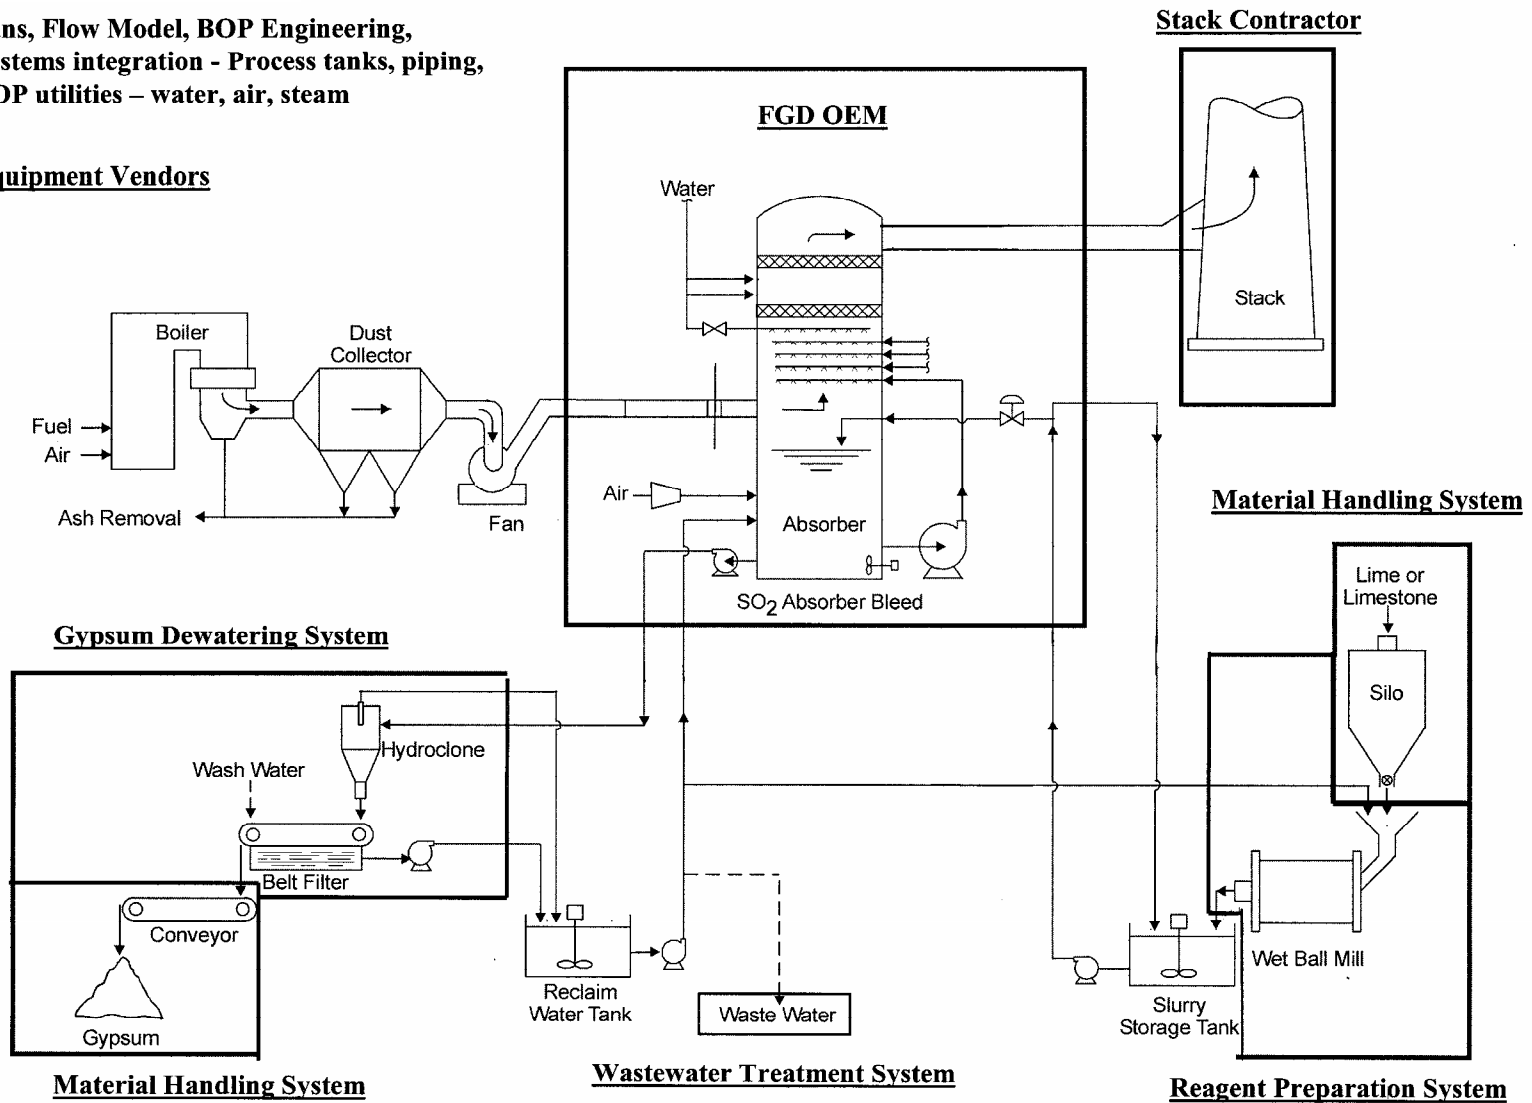 ns, Flow Model, BOP Engineering,
stems integration - Process tanks, piping,
OP utilities – water, air, steam
quipment Vendors
Stack Contractor
FGD OEM
Water
Stack
Boiler
Dust
Collector
Fuel
Air
Ash Removal
Fan
Air
Absorber
SO2 Absorber Bleed
Material Handling System
Lime or
Limestone
Silo
Gypsum Dewatering System
Hydroclone
Wash Water
Belt Filter
Conveyor
Gypsum
Reclaim
Water Tank
Waste Water
Wet Ball Mill
Slurry
Storage Tank
Material Handling System
Wastewater Treatment System
Reagent Preparation System